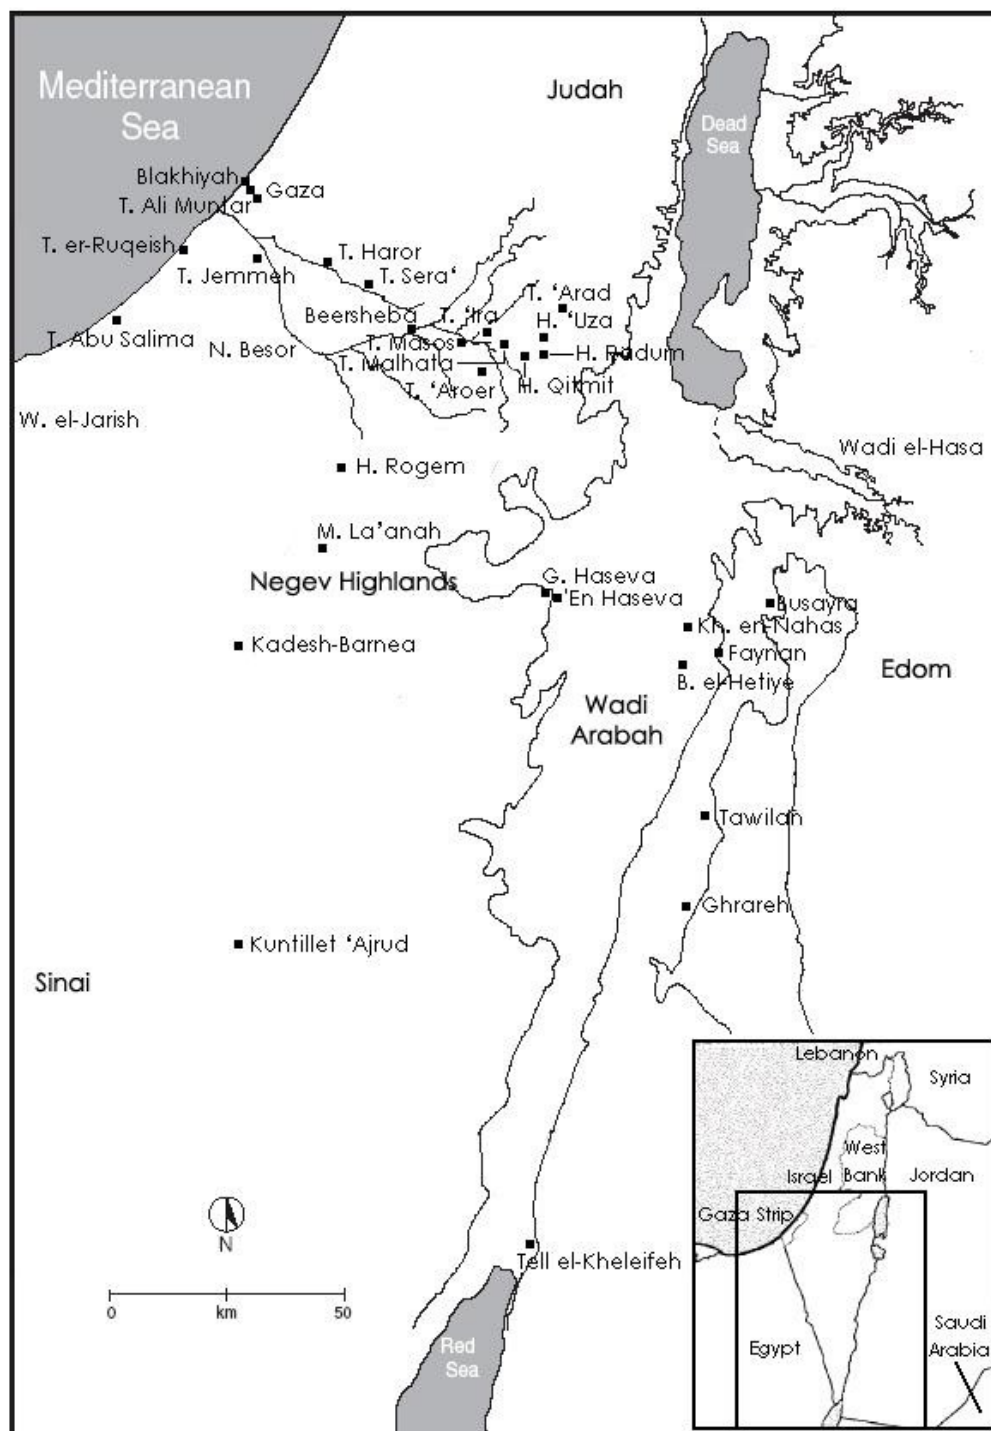 Mediterranean
Sea
Judah
Dead
Sea
Blakhiyah
Gaza
T. Ali Muntar
T. er-Ruqeish
T. Haror
T. Jemmeh
T. Sera‘
T. ‘Arad
Beersheba
T. ‘Ira
H. ‘Uza
T. Abu Salima
N. Besor
T. Masos
H. Radum
T. Malhata
T. ‘Aroer
H. Qitmit
W. el-Jarish
Wadi el-Hasa
H. Rogem
M. La’anah
Negev Highlands
G. Haseva
‘En Haseva
Busayra
Kh. en-Nahas
Kadesh-Barnea
Faynan
Edom
B. el-Hetiye
Wadi
Arabah
Tawilan
Ghrareh
Kuntillet ‘Ajrud
Sinai
Lebanon
Syria
West
Bank
Israel
Jordan
Gaza Strip
N
Tell el-Kheleifeh
0 km 50
Red
Sea
Egypt
Saudi
Arabia